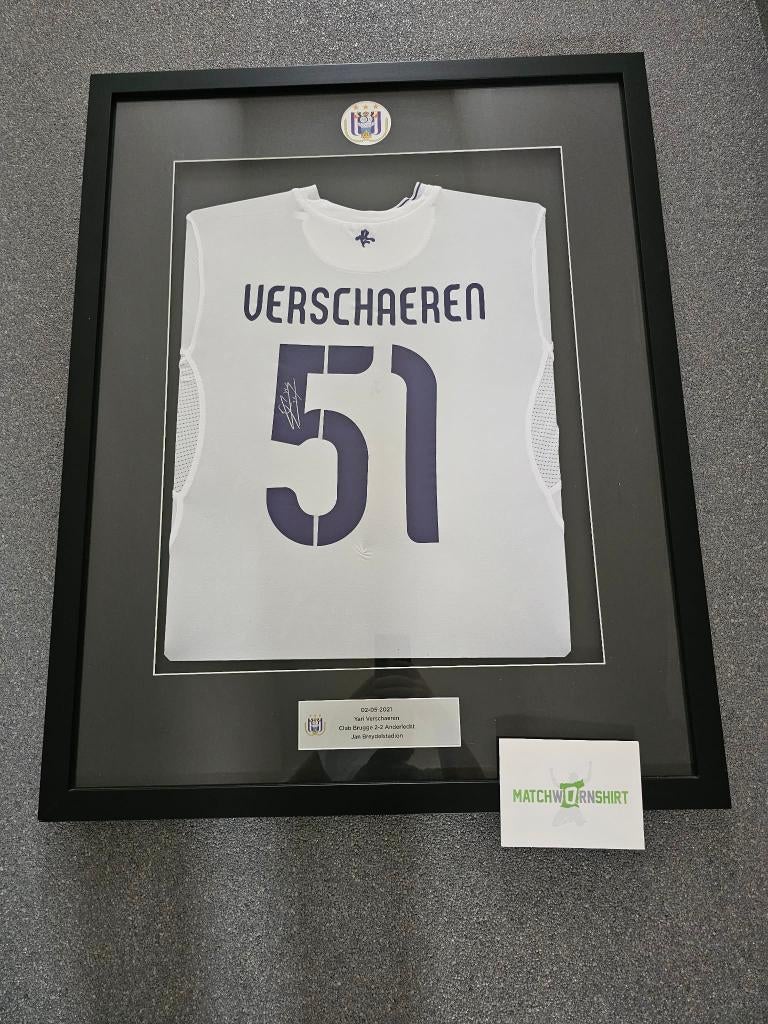 VERSCHAEREN
51
02-05-2021
Yari Verschaeren
Club Brugge 2-2 Anderlecht
Jan Breydelstadion
MATCHWORNSHIRT